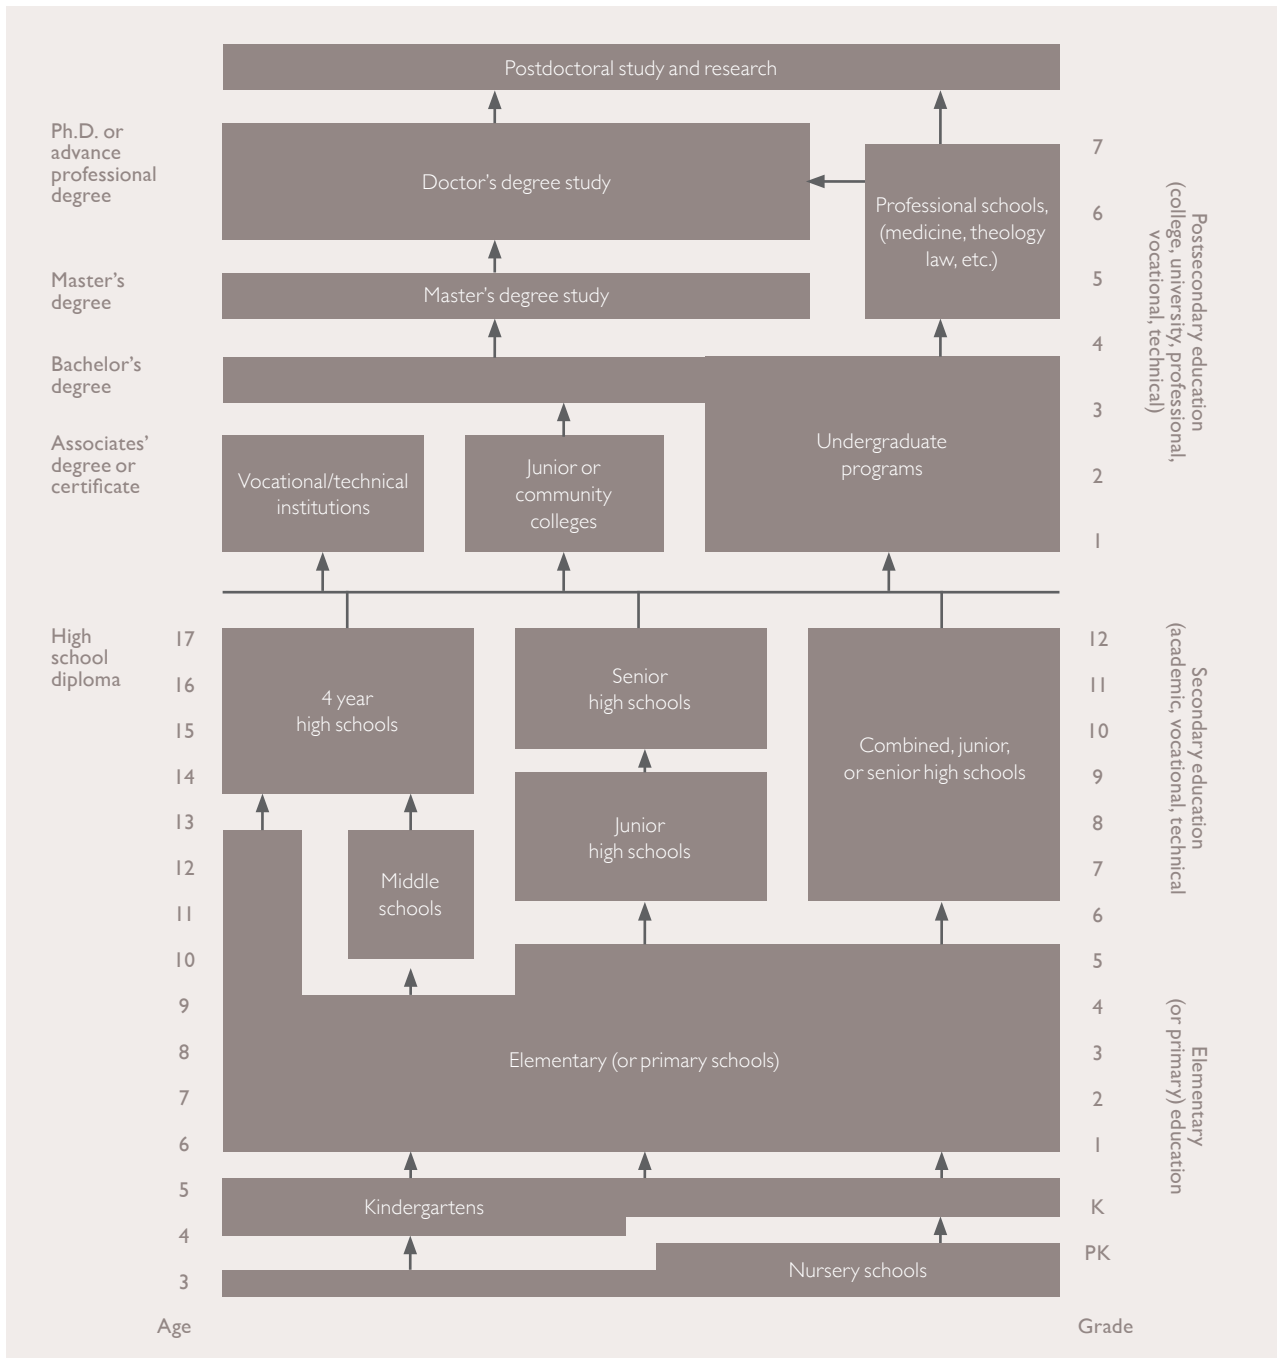 Postdoctoral study and research
Ph.D. or
advance
professional
degree
Doctor's degree study
Professional schools,
(medicine, theology
law, etc.)
7
6
5
4
3
2
1
Postsecondary education
(college, university, professional,
vocational, technical)
Master's
degree
Master's degree study
Bachelor's
degree
Undergraduate
programs
Associates'
degree or
certificate
Vocational/technical
institutions
Junior or
community
colleges
High
school
diploma
17
16
15
14
13
12
11
10
9
8
7
6
5
4
3
Age
4 year
high schools
Senior
high schools
Combined, junior,
or senior high schools
Junior
high schools
Middle
schools
Elementary (or primary schools)
Kindergartens
Nursery schools
12
11
10
9
8
7
6
5
4
3
2
1
K
PK
Grade
Secondary education
(academic, vocational, technical
Elementary
(or primary) education